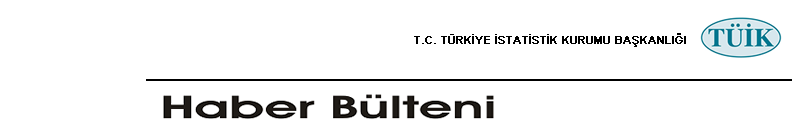 T.C. TÜRKİYE İSTATİSTİK KURUMU BAŞKANLIĞI
TÜİK
Haber Bülteni